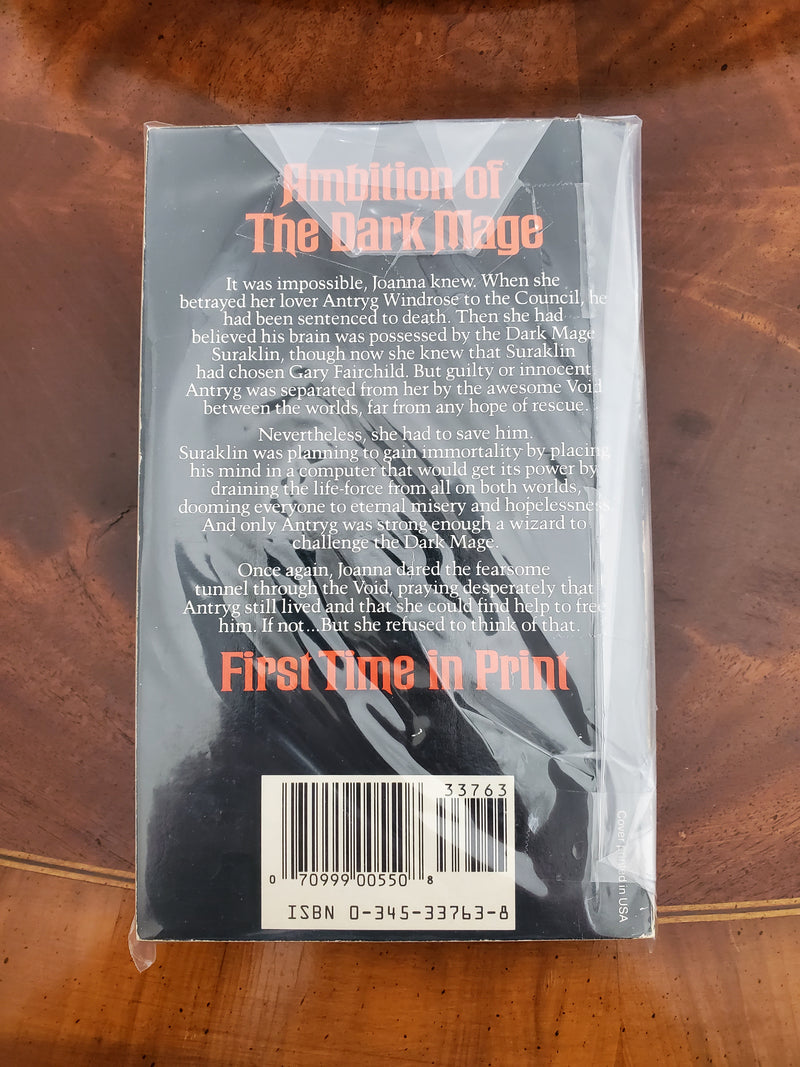 Ambition of
The Dark Mage
It was impossible, Joanna knew. When she
betrayed her lover Antryg Windrose to the Council, he
had been sentenced to death. Then she had
believed his brain was possessed by the Dark Mage
Suraklin, though now she knew that Suraklin
had chosen Gary Fairchild. But guilty or innocent,
Antryg was separated from her by the awesome Void
between the worlds, far from any hope of rescue.
Nevertheless, she had to save him.
Suraklin was planning to gain immortality by placing
his mind in a computer that would get its power by
draining the life-force from all on both worlds,
dooming everyone to eternal misery and hopelessness.
And only Antryg was strong enough a wizard to
challenge the Dark Mage.
Once again, Joanna dared the fearsome
tunnel through the Void, praying desperately that
Antryg still lived and that she could find help to free
him. If not...But she refused to think of that.
First Time in Print
33763
0 70999 00550 8
ISBN 0-345-33763-8
Cover printed in USA